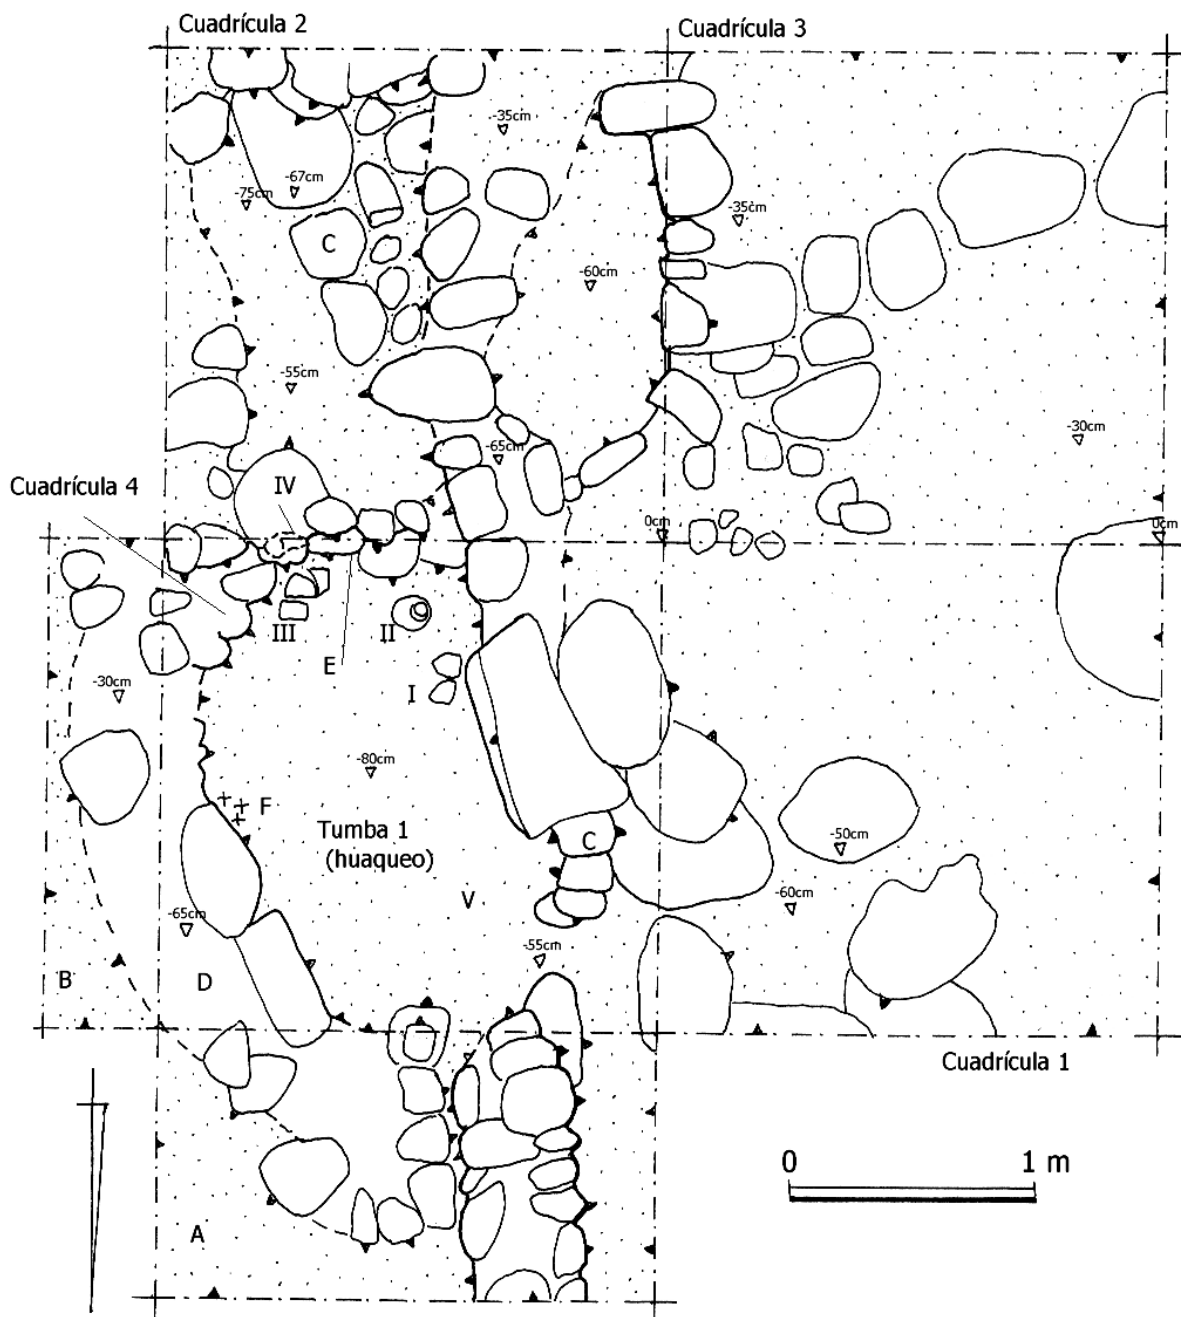 Cuadrícula 2
Cuadrícula 3
-35cm
-67cm
-75cm
-35cm
C
-60cm
-55cm
-30cm
-65cm
Cuadrícula 4
IV
0cm
0cm
III
II
E
I
-30cm
-80cm
F
Tumba 1
(huaqueo)
C
-50cm
V
-60cm
-65cm
-55cm
B
D
Cuadrícula 1
0
1 m
A